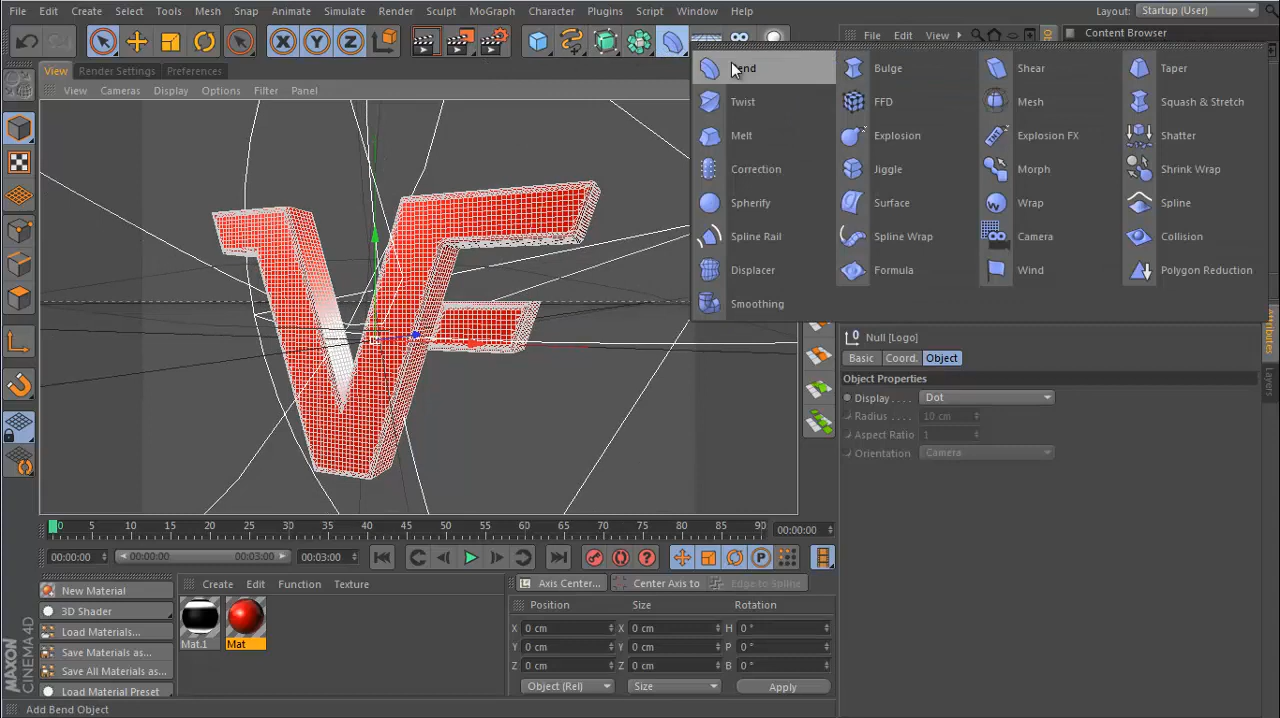 File Edit Create Select Tools Mesh Snap Animate Simulate Render Sculpt MoGraph Character Plugins Script Window Help
Layout: Startup (User)
X Y Z
File Edit View
Content Browser
View Render Settings Preferences
View Cameras Display Options Filter Panel
Bulge Shear Taper
Twist FFD Mesh Squash & Stretch
Melt Explosion Explosion FX Shatter
Correction Jiggle Morph Shrink Wrap
Spherify Surface Wrap Spline
Spline Rail Spline Wrap Camera Collision
Displacer Formula Wind Polygon Reduction
Smoothing
Attributes
Layers
Null [Logo]
Basic Coord. Object
Object Properties
Display . . . . Dot
Radius . . . . 10 cm
Aspect Ratio 1
Orientation Camera
VF
0 5 10 15 20 25 30 35 40 45 50 55 60 65 70 75 80 85 90
00:00:00
00:00:00 00:00:00 00:03:00 00:03:00
P
New Material
3D Shader
Load Materials...
Save Materials as...
Save All Materials as...
Load Material Preset
Create Edit Function Texture
Mat.1 Mat
Axis Center... Center Axis to Edge to Spline
Position Size Rotation
X 0 cm X 0 cm H 0 °
Y 0 cm Y 0 cm P 0 °
Z 0 cm Z 0 cm B 0 °
Object (Rel) Size Apply
MAXON
CINEMA 4D
Add Bend Object